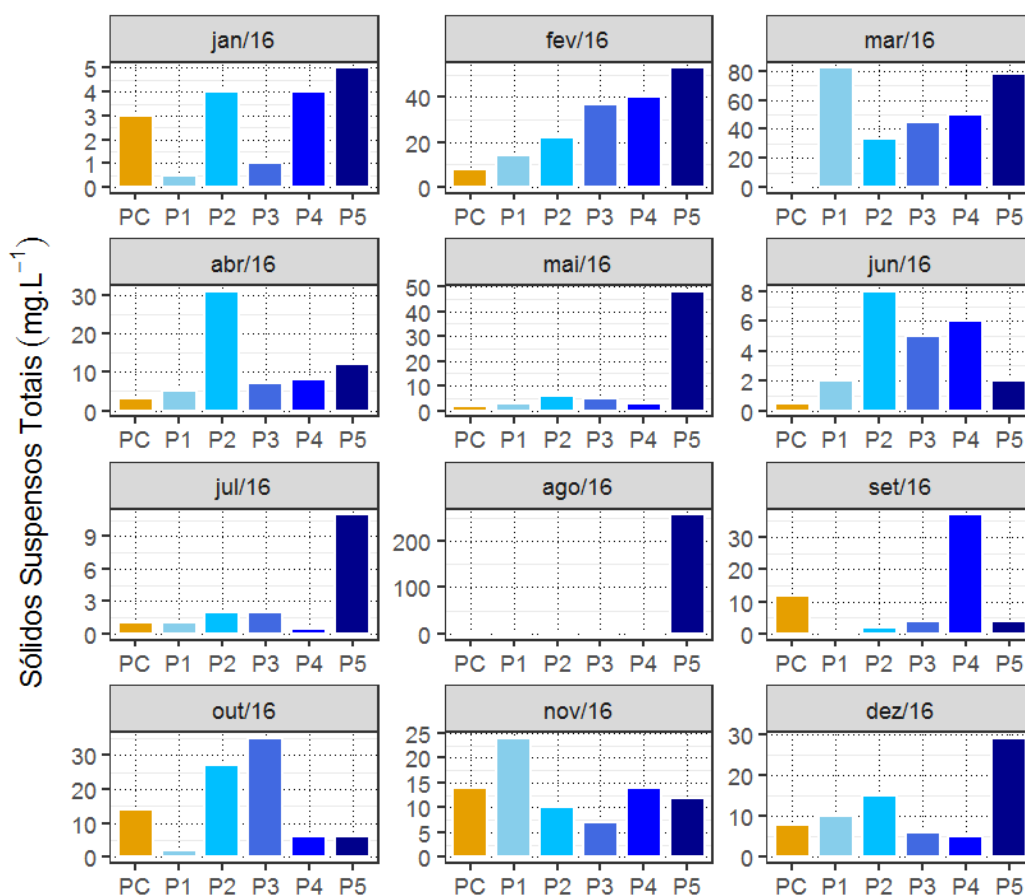 Sólidos Suspensos Totais (mg.L⁻¹)
jan/16 fev/16 mar/16
5 4 3 2 1 0
40 20 0
80 60 40 20 0
PC P1 P2 P3 P4 P5 PC P1 P2 P3 P4 P5 PC P1 P2 P3 P4 P5
abr/16 mai/16 jun/16
30 20 10 0
50 40 30 20 10 0
8 6 4 2 0
PC P1 P2 P3 P4 P5 PC P1 P2 P3 P4 P5 PC P1 P2 P3 P4 P5
jul/16 ago/16 set/16
9 6 3 0
200 100 0
30 20 10 0
PC P1 P2 P3 P4 P5 PC P1 P2 P3 P4 P5 PC P1 P2 P3 P4 P5
out/16 nov/16 dez/16
30 20 10 0
25 20 15 10 5 0
30 20 10 0
PC P1 P2 P3 P4 P5 PC P1 P2 P3 P4 P5 PC P1 P2 P3 P4 P5